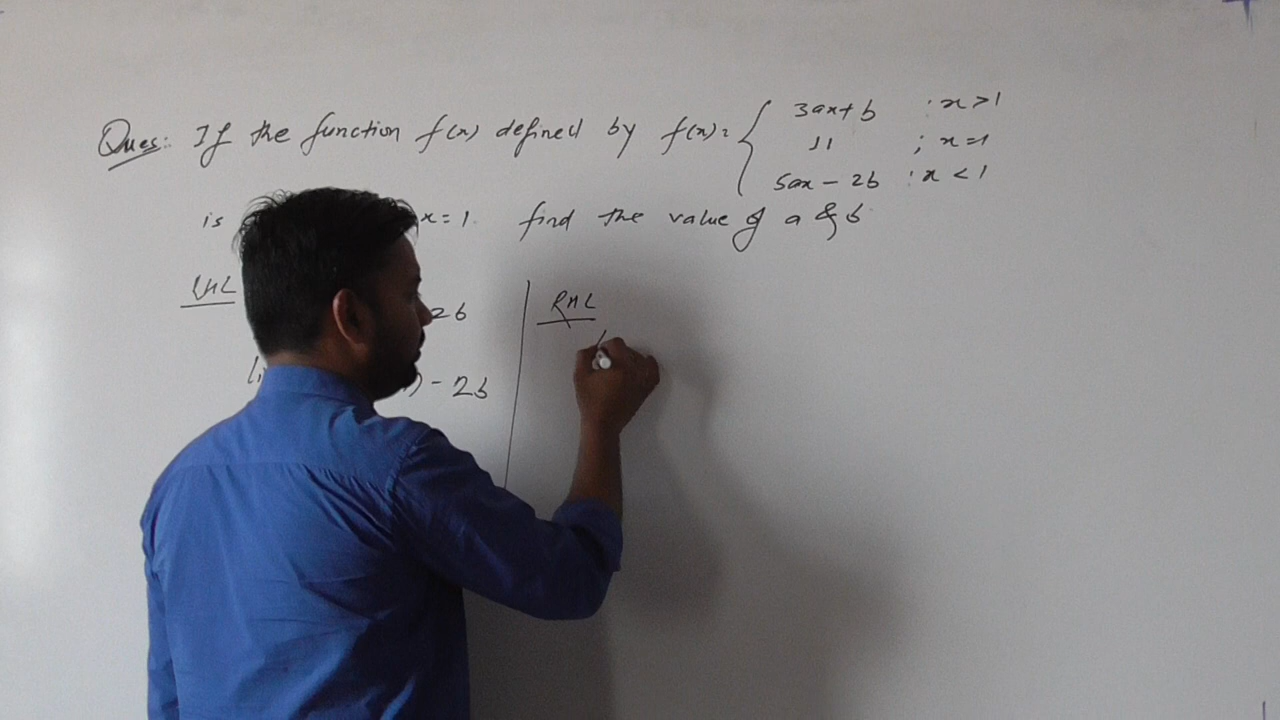 Ques: If the function f(x) defined by f(x)= { 3ax+b : x>1
11 ; x=1
5ax-2b : x<1
is x=1 find the value of a & b
LHL
2b
RHL
li ) - 2b